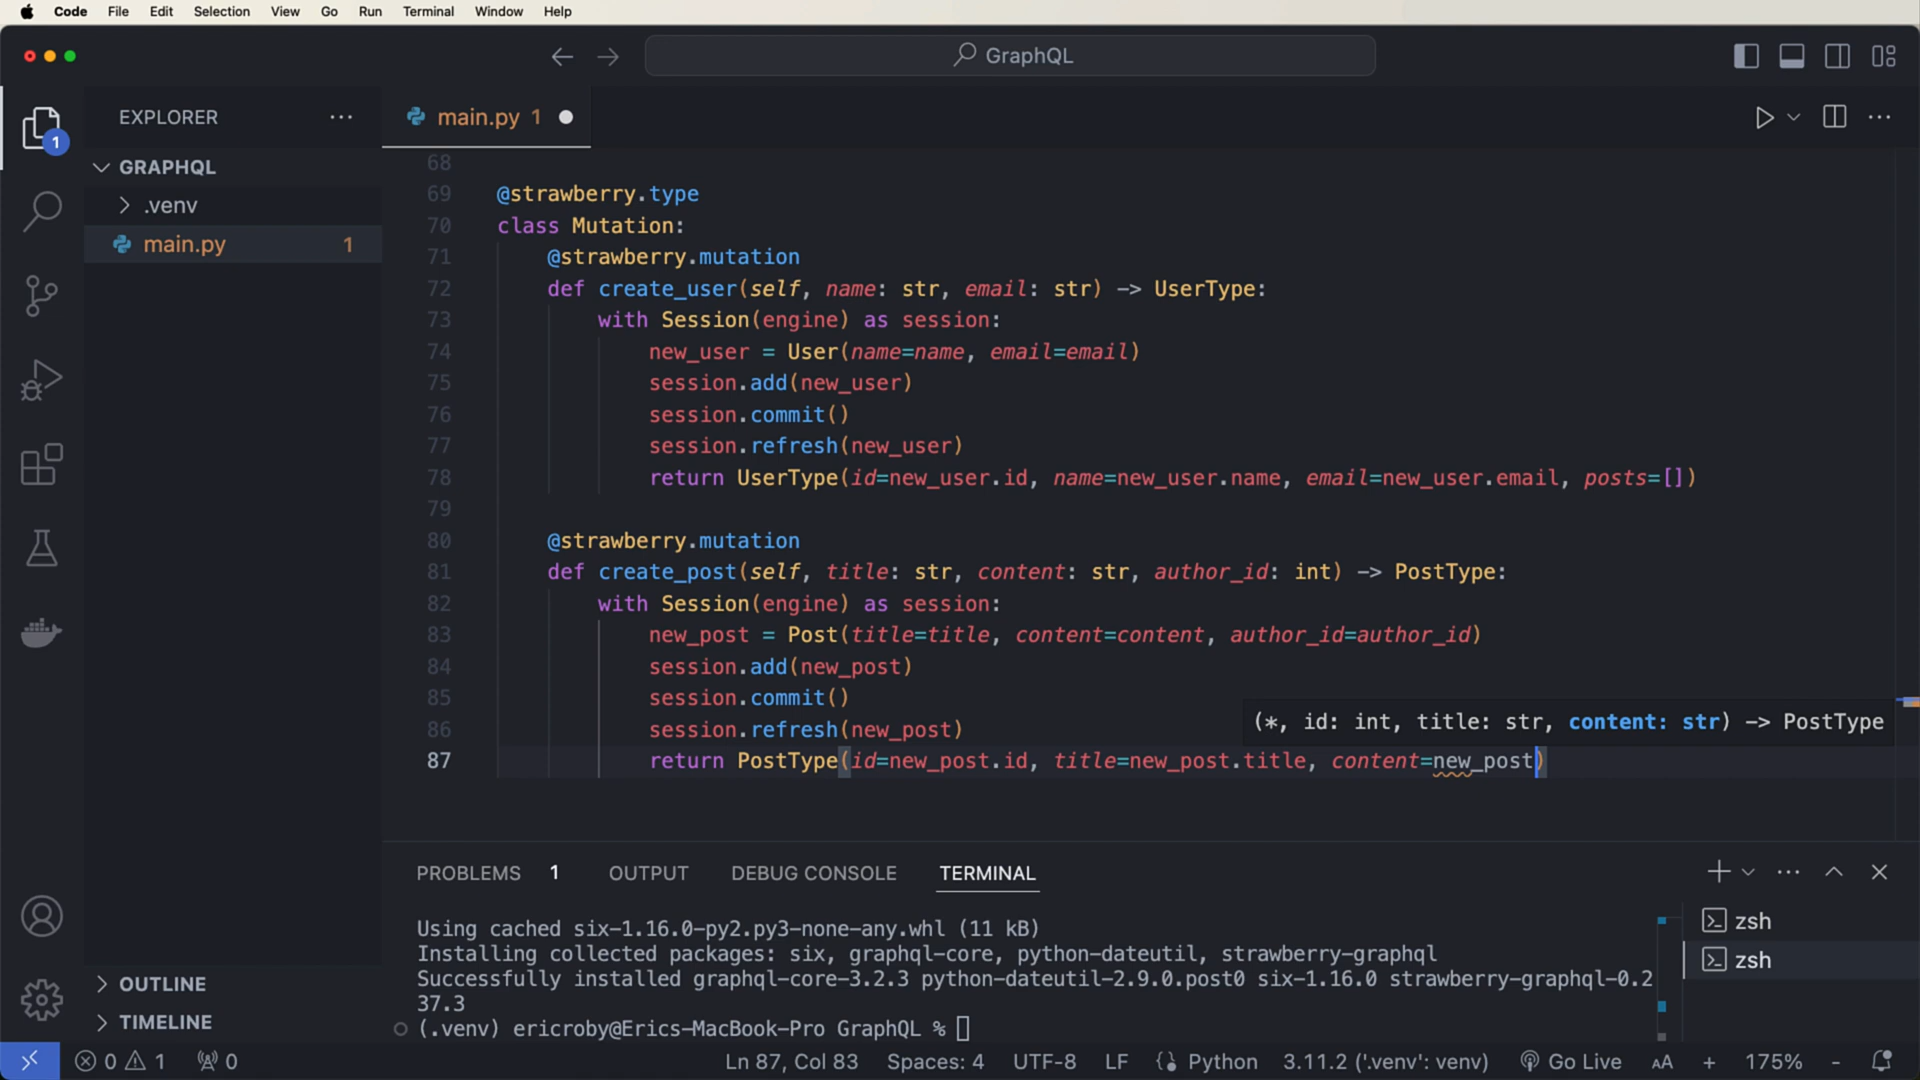 Code File Edit Selection View Go Run Terminal Window Help
GraphQL
EXPLORER
main.py 1
1
GRAPHQL
.venv
main.py 1
68
69 @strawberry.type
70 class Mutation:
71 @strawberry.mutation
72 def create_user(self, name: str, email: str) -> UserType:
73 with Session(engine) as session:
74 new_user = User(name=name, email=email)
75 session.add(new_user)
76 session.commit()
77 session.refresh(new_user)
78 return UserType(id=new_user.id, name=new_user.name, email=new_user.email, posts=[])
79
80 @strawberry.mutation
81 def create_post(self, title: str, content: str, author_id: int) -> PostType:
82 with Session(engine) as session:
83 new_post = Post(title=title, content=content, author_id=author_id)
84 session.add(new_post)
85 session.commit()
86 session.refresh(new_post)
(*, id: int, title: str, content: str) -> PostType
87 return PostType(id=new_post.id, title=new_post.title, content=new_post)
PROBLEMS 1 OUTPUT DEBUG CONSOLE TERMINAL
Using cached six-1.16.0-py2.py3-none-any.whl (11 kB)
Installing collected packages: six, graphql-core, python-dateutil, strawberry-graphql
Successfully installed graphql-core-3.2.3 python-dateutil-2.9.0.post0 six-1.16.0 strawberry-graphql-0.2
37.3
(.venv) ericroby@Erics-MacBook-Pro GraphQL %
zsh
zsh
OUTLINE
TIMELINE
0 1 0 Ln 87, Col 83 Spaces: 4 UTF-8 LF Python 3.11.2 ('.venv': venv) Go Live AA + 175% -